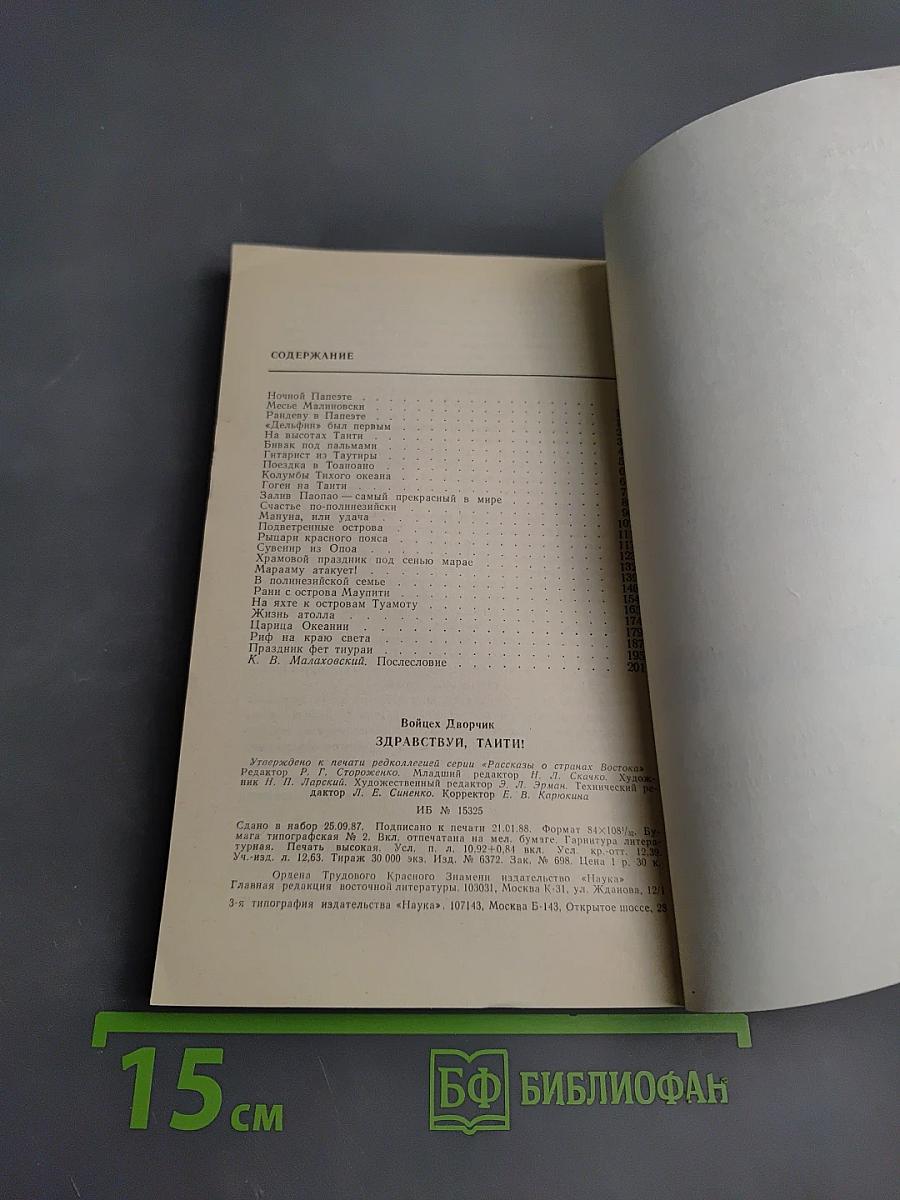 СОДЕРЖАНИЕ
Ночной Папеэте
Месье Малиновски
Рандеву в Папеэте
«Дельфин» был первым
На высотах Таити
Бивак под пальмами
Гитарист из Таутиры
Поездка в Тоаноано
Колумбы Тихого океана
Гоген на Таити
Залив Паопао — самый прекрасный в мире
Счастье по-полинезийски
Мануна, или удача
Подветренные острова
Рыцари красного пояса
Сувенир из Опоа
Храмовой праздник под сенью марае
Марааму атакует!
В полинезийской семье
Рани с острова Маупити
На яхте к островам Туамоту
Жизнь атолла 174
Царица Океании 179
Риф на краю света 187
Праздник фет тиураи 195
К. В. Малаховский. Послесловие 201
Войцех Дворчик
ЗДРАВСТВУЙ, ТАИТИ!
Утверждено к печати редколлегией серии «Рассказы о странах Востока»
Редактор Р. Г. Стороженко. Младший редактор Н. Л. Скачко. Худож-
ник Н. П. Ларский. Художественный редактор Э. Л. Эрман. Технический ре-
дактор Л. Е. Синенко. Корректор Е. В. Карюкина
ИБ № 15325
Сдано в набор 25.09.87. Подписано к печати 21.01.88. Формат 84×108¹/₃₂. Бу-
мага типографская № 2. Вкл. отпечатана на мел. бумаге. Гарнитура литера-
турная. Печать высокая. Усл. п. л. 10,92+0,84 вкл. Усл. кр.-отт. 12,39.
Уч.-изд. л. 12,63. Тираж 30 000 экз. Изд. № 6372. Зак. № 698. Цена 1 р. 30 к.
Ордена Трудового Красного Знамени издательство «Наука»
Главная редакция восточной литературы. 103031, Москва К-31, ул. Жданова, 12/1
3-я типография издательства «Наука». 107143, Москва Б-143, Открытое шоссе, 28
15 см
БФ БИБЛИОФАН